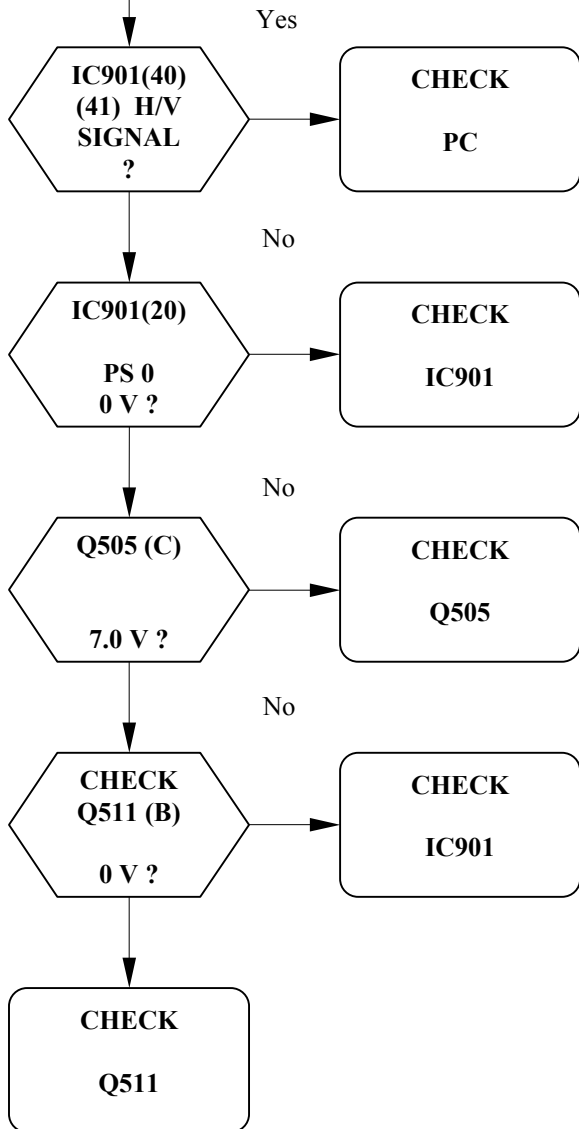 Yes
IC901(40)
(41) H/V
SIGNAL
?
CHECK
PC
No
IC901(20)
PS 0
0 V ?
CHECK
IC901
No
Q505 (C)
7.0 V ?
CHECK
Q505
No
CHECK
Q511 (B)
0 V ?
CHECK
IC901
CHECK
Q511